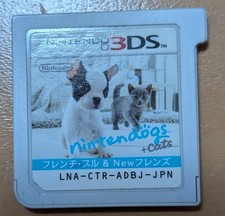 NINTENDO 3DS
Nintendo
nintendogs
+cats
フレンチ・ブル & Newフレンズ
LNA-CTR-ADBJ-JPN